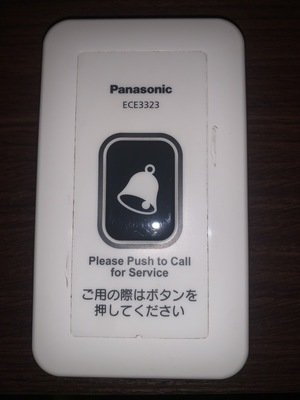 Panasonic
ECE3323
Please Push to Call
for Service
ご用の際はボタンを
押してください